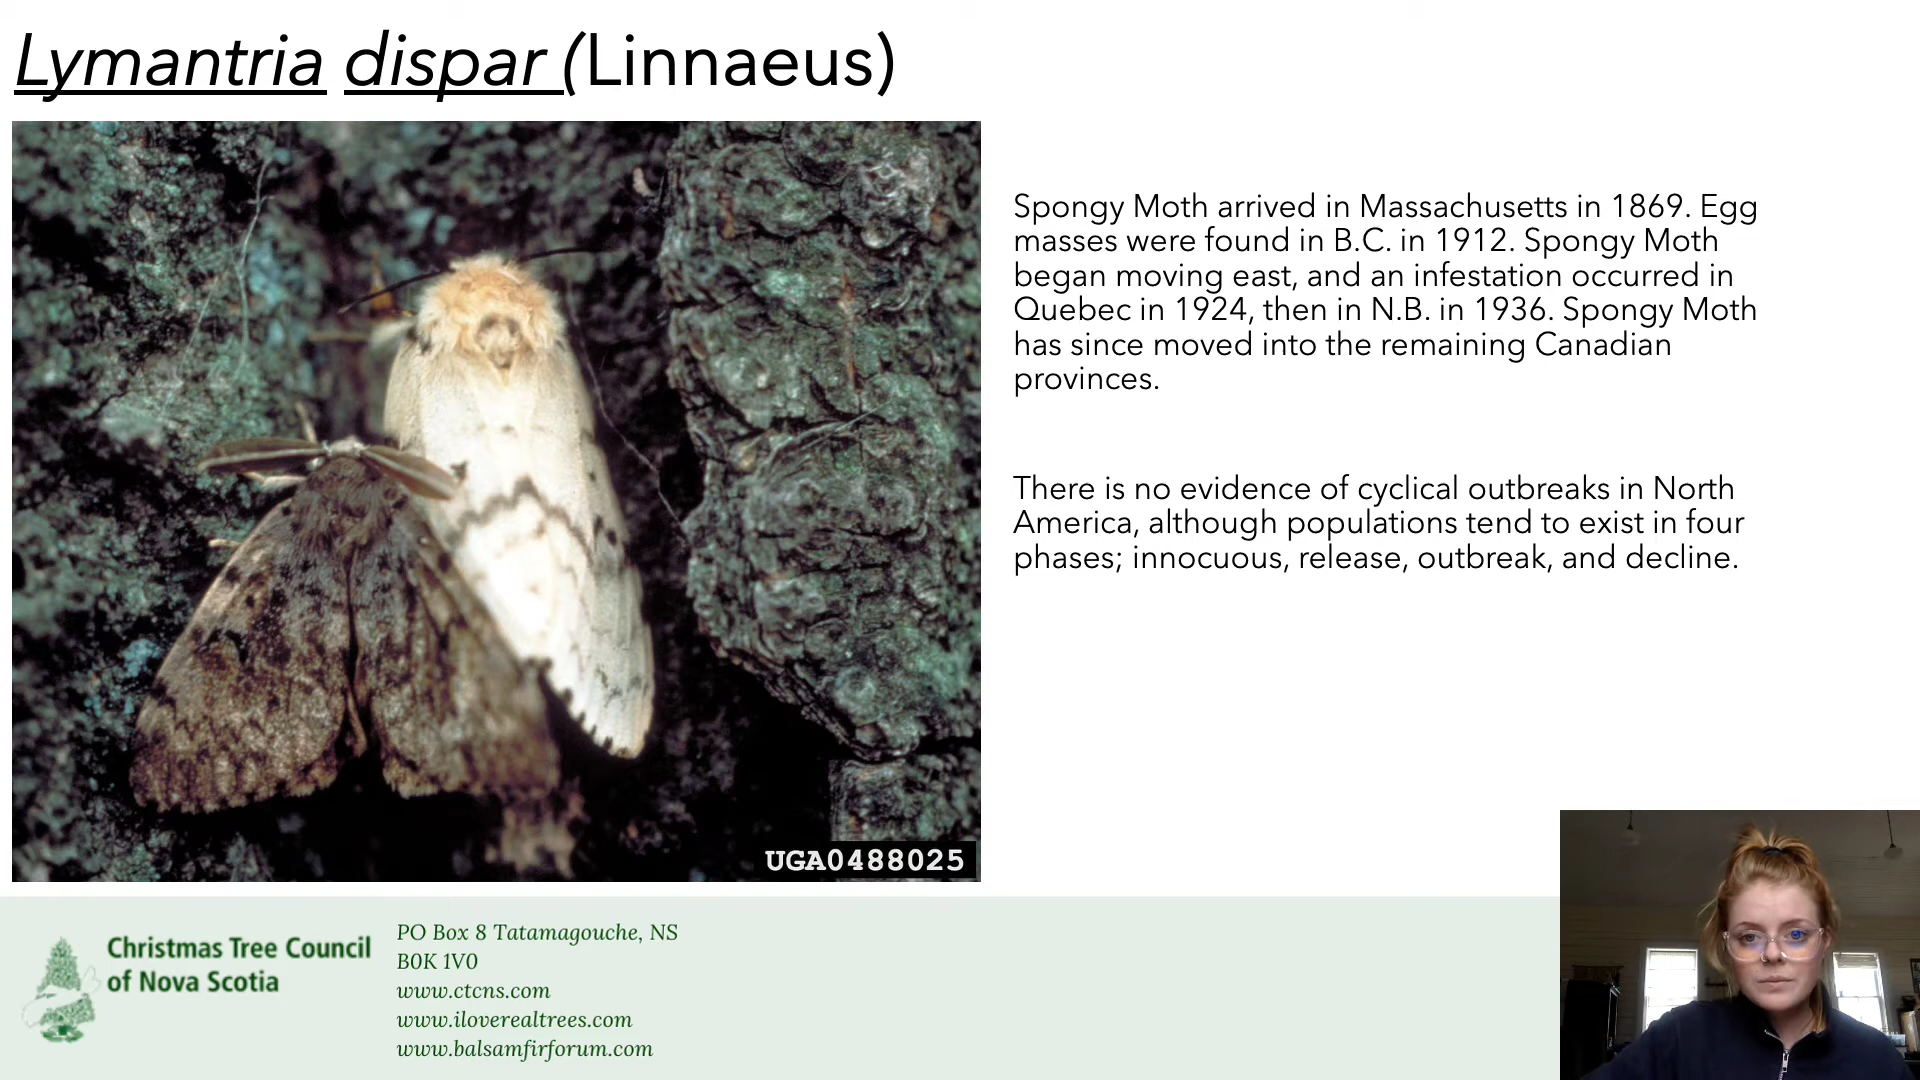 Lymantria dispar (Linnaeus)
Spongy Moth arrived in Massachusetts in 1869. Egg
masses were found in B.C. in 1912. Spongy Moth
began moving east, and an infestation occurred in
Quebec in 1924, then in N.B. in 1936. Spongy Moth
has since moved into the remaining Canadian
provinces.
There is no evidence of cyclical outbreaks in North
America, although populations tend to exist in four
phases; innocuous, release, outbreak, and decline.
UGA0488025
Christmas Tree Council
of Nova Scotia
PO Box 8 Tatamagouche, NS
B0K 1V0
www.ctcns.com
www.iloverealtrees.com
www.balsamfirforum.com